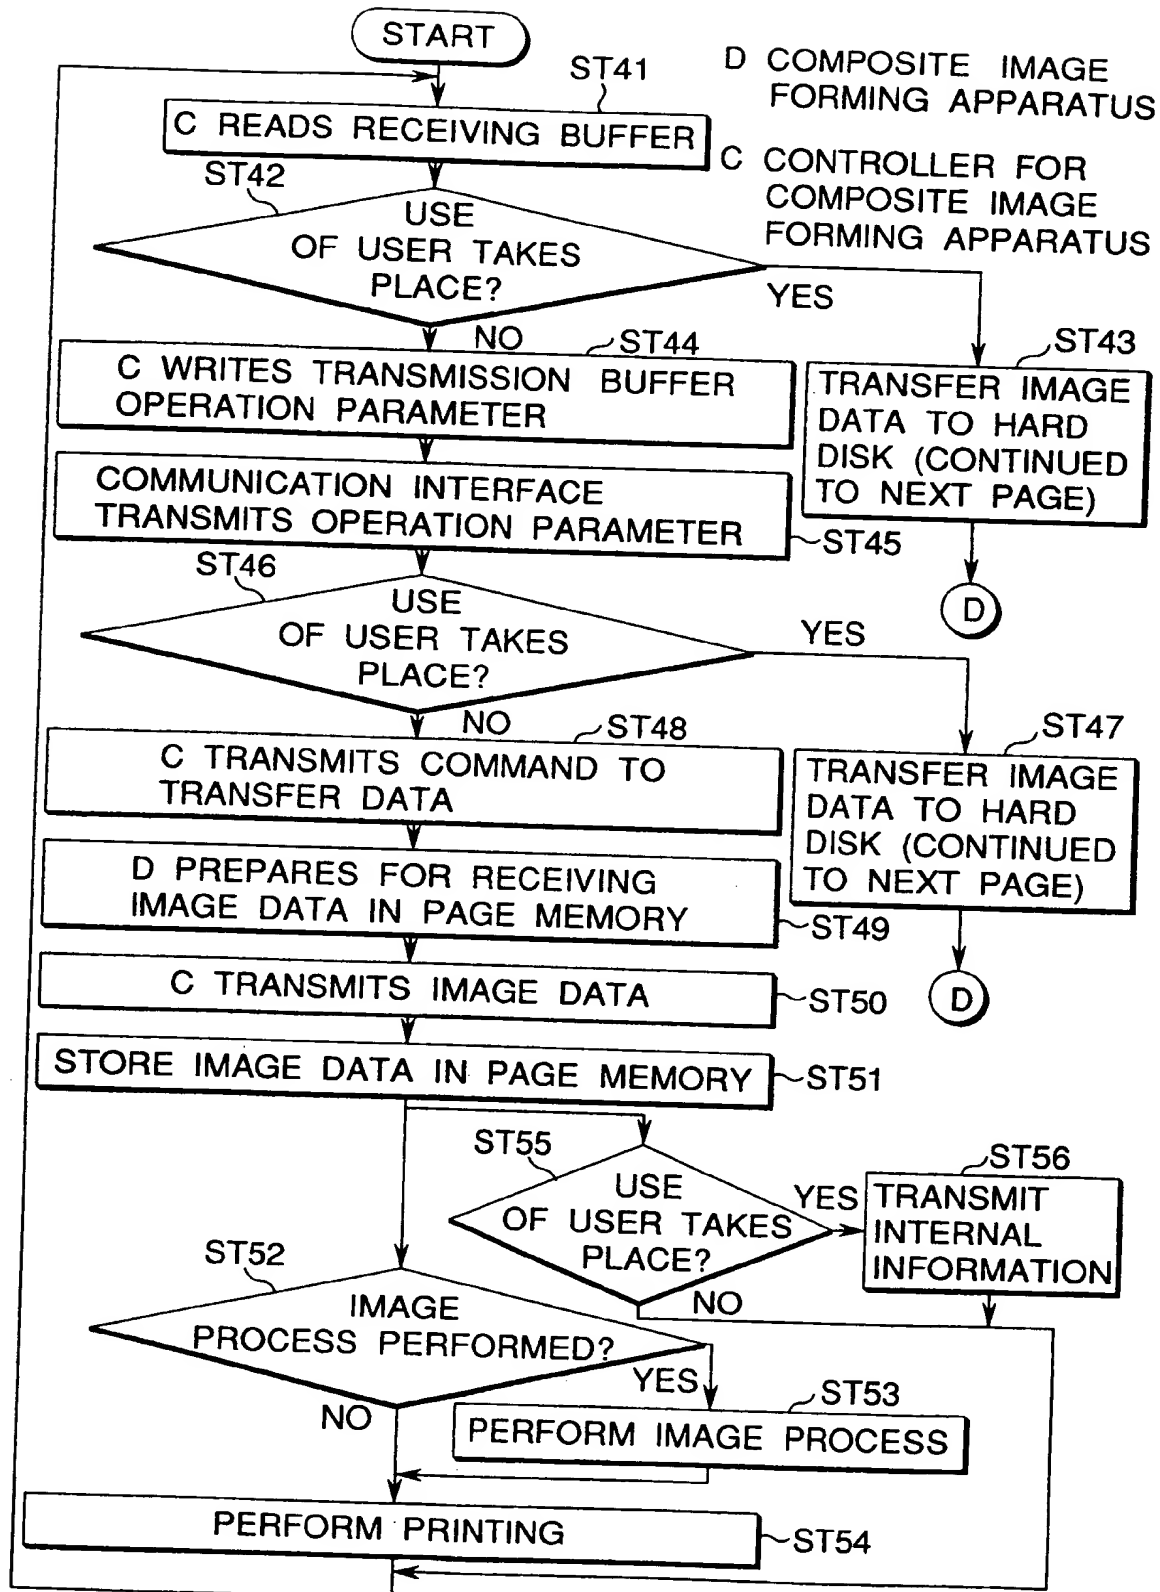 START
D COMPOSITE IMAGE
FORMING APPARATUS
C CONTROLLER FOR
COMPOSITE IMAGE
FORMING APPARATUS
ST41
C READS RECEIVING BUFFER
ST42
USE
OF USER TAKES
PLACE?
YES
NO
ST43
TRANSFER IMAGE
DATA TO HARD
DISK (CONTINUED
TO NEXT PAGE)
D
ST44
C WRITES TRANSMISSION BUFFER
OPERATION PARAMETER
COMMUNICATION INTERFACE
TRANSMITS OPERATION PARAMETER
ST45
ST46
USE
OF USER TAKES
PLACE?
YES
NO
ST47
TRANSFER IMAGE
DATA TO HARD
DISK (CONTINUED
TO NEXT PAGE)
D
ST48
C TRANSMITS COMMAND TO
TRANSFER DATA
D PREPARES FOR RECEIVING
IMAGE DATA IN PAGE MEMORY
ST49
C TRANSMITS IMAGE DATA
ST50
STORE IMAGE DATA IN PAGE MEMORY
ST51
ST55
USE
OF USER TAKES
PLACE?
YES
NO
ST56
TRANSMIT
INTERNAL
INFORMATION
ST52
IMAGE
PROCESS PERFORMED?
YES
NO
ST53
PERFORM IMAGE PROCESS
PERFORM PRINTING
ST54